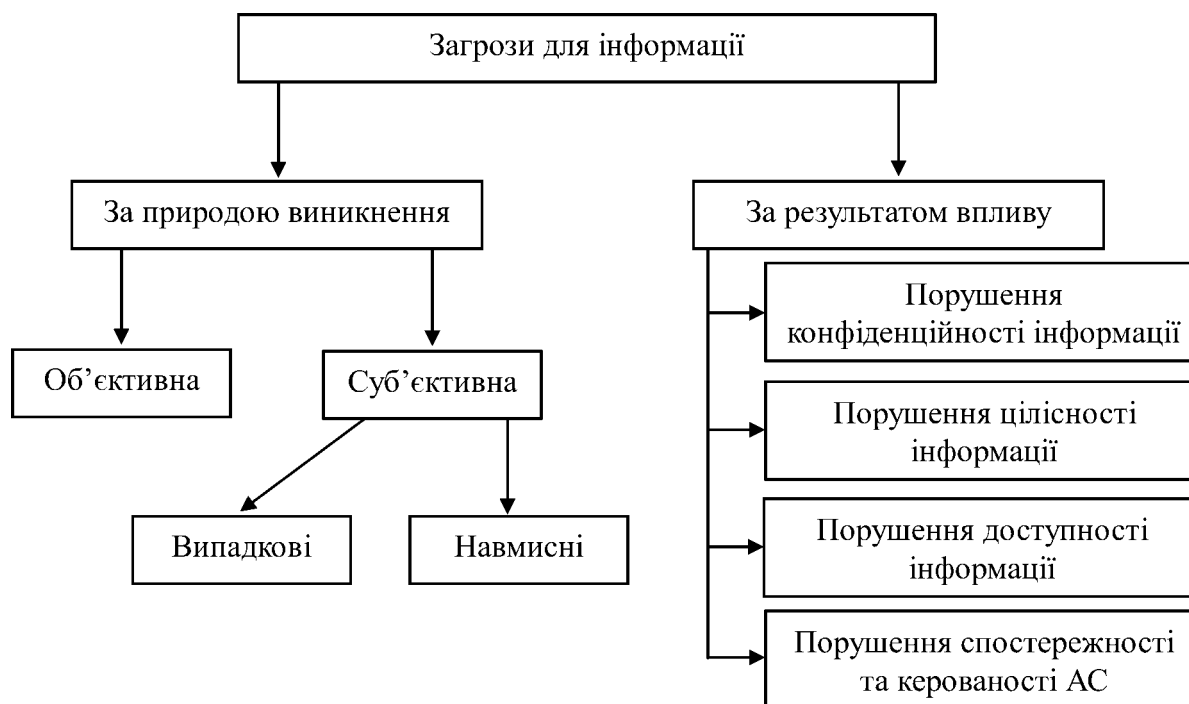 Загрози для інформації
За природою виникнення
За результатом впливу
Об’єктивна
Суб’єктивна
Випадкові
Навмисні
Порушення
конфіденційності інформації
Порушення цілісності
інформації
Порушення доступності
інформації
Порушення спостережності
та керованості АС